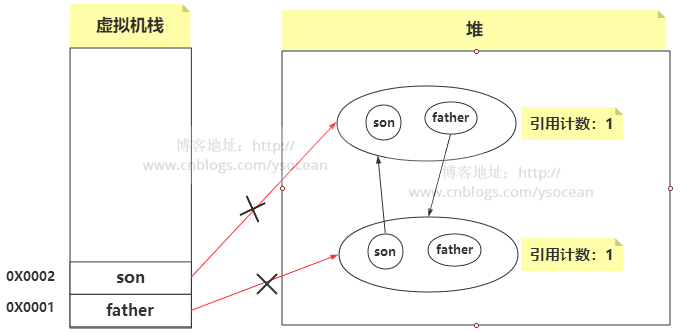 虚拟机栈
堆
son
father
引用计数：1
博客地址：http://
www.cnblogs.com/ysocean
博客地址：http://
www.cnblogs.com/ysocean
son
father
引用计数：1
0X0002
son
0X0001
father